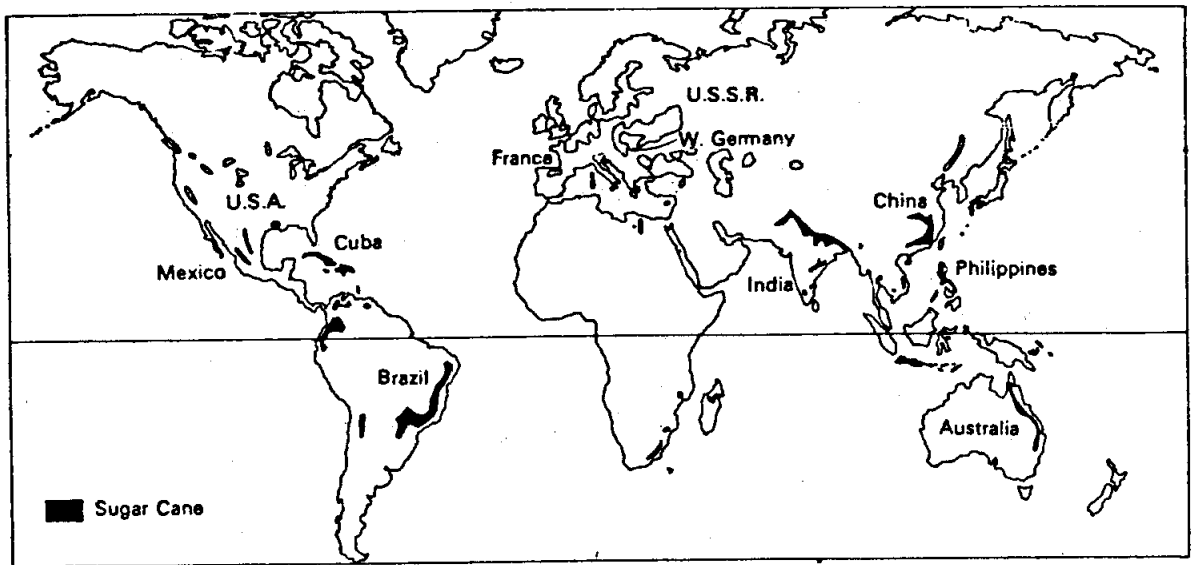 U.S.S.R.
W. Germany
France
U.S.A.
China
Cuba
Mexico
India
Philippines
Brazil
Australia
Sugar Cane